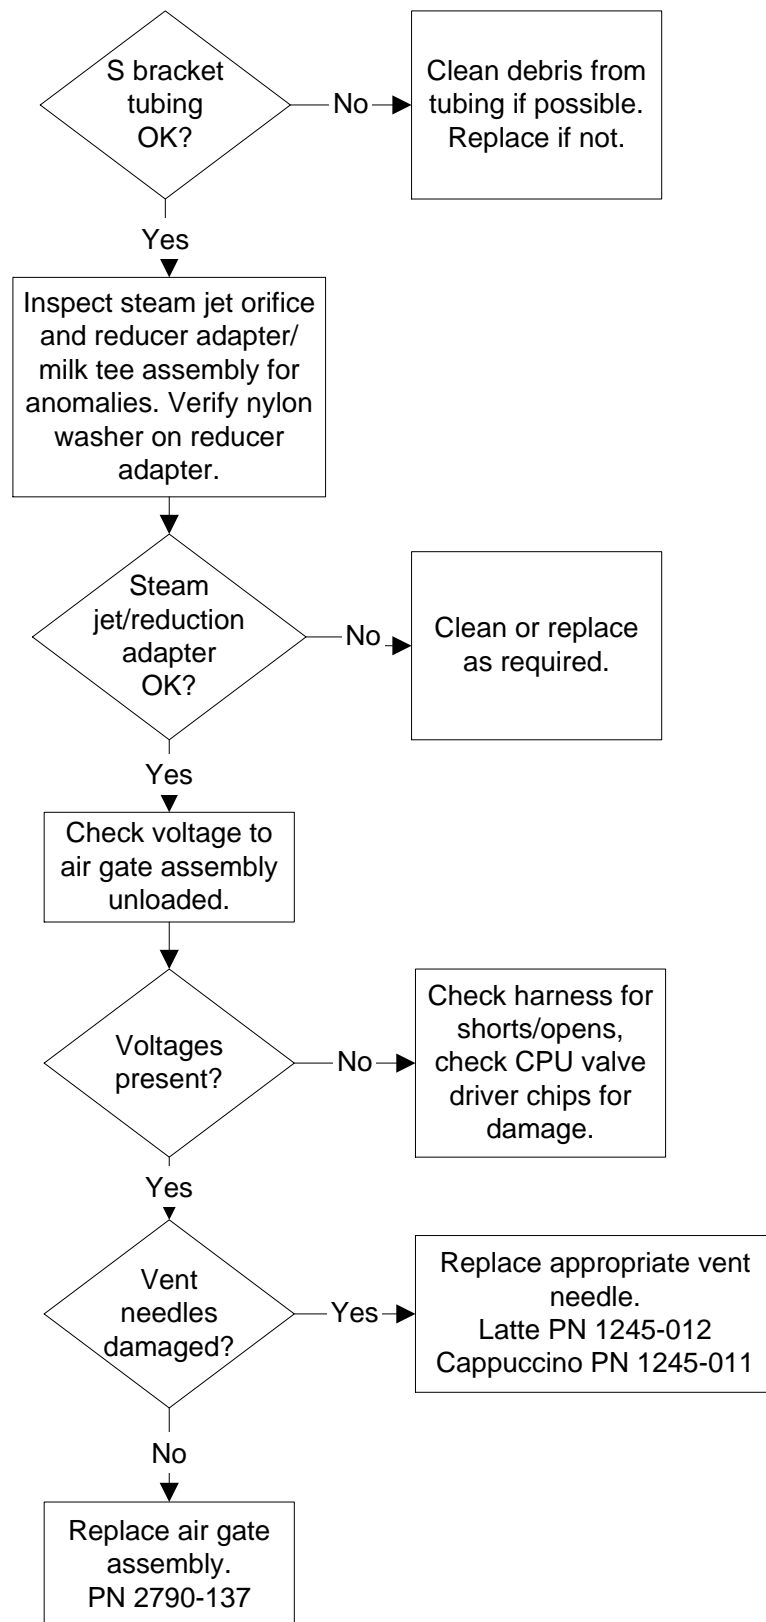 S bracket
tubing
OK?
No
Clean debris from
tubing if possible.
Replace if not.
Yes
Inspect steam jet orifice
and reducer adapter/
milk tee assembly for
anomalies. Verify nylon
washer on reducer
adapter.
Steam
jet/reduction
adapter
OK?
No
Clean or replace
as required.
Yes
Check voltage to
air gate assembly
unloaded.
Voltages
present?
No
Check harness for
shorts/opens,
check CPU valve
driver chips for
damage.
Yes
Vent
needles
damaged?
Yes
Replace appropriate vent
needle.
Latte PN 1245-012
Cappuccino PN 1245-011
No
Replace air gate
assembly.
PN 2790-137